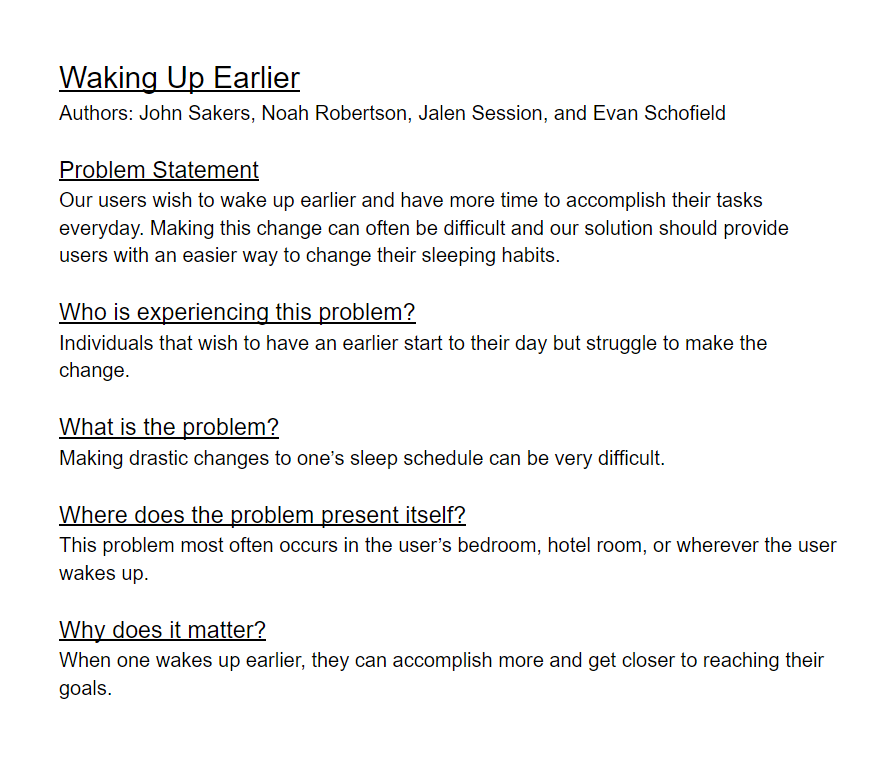 Waking Up Earlier
Authors: John Sakers, Noah Robertson, Jalen Session, and Evan Schofield
Problem Statement
Our users wish to wake up earlier and have more time to accomplish their tasks
everyday. Making this change can often be difficult and our solution should provide
users with an easier way to change their sleeping habits.
Who is experiencing this problem?
Individuals that wish to have an earlier start to their day but struggle to make the
change.
What is the problem?
Making drastic changes to one’s sleep schedule can be very difficult.
Where does the problem present itself?
This problem most often occurs in the user’s bedroom, hotel room, or wherever the user
wakes up.
Why does it matter?
When one wakes up earlier, they can accomplish more and get closer to reaching their
goals.